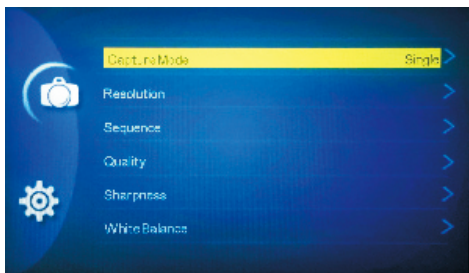 Capture Mode Single
Resolution
Sequence
Quality
Sharpness
White Balance